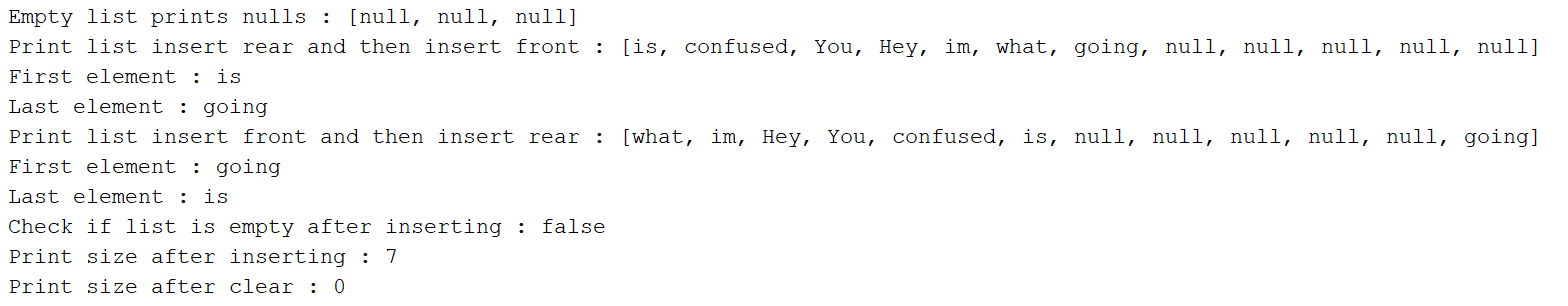 Empty list prints nulls : [null, null, null]
Print list insert rear and then insert front : [is, confused, You, Hey, im, what, going, null, null, null, null, null]
First element : is
Last element : going
Print list insert front and then insert rear : [what, im, Hey, You, confused, is, null, null, null, null, null, going]
First element : going
Last element : is
Check if list is empty after inserting : false
Print size after inserting : 7
Print size after clear : 0